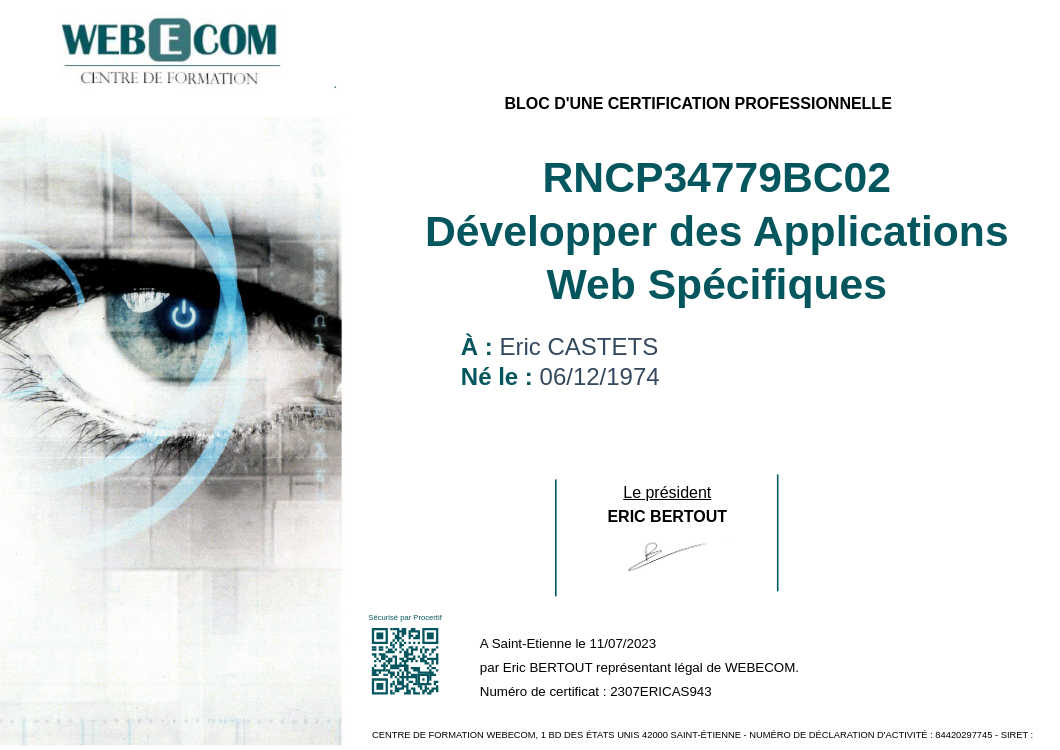 WEBECOM
CENTRE DE FORMATION
BLOC D'UNE CERTIFICATION PROFESSIONNELLE
RNCP34779BC02
Développer des Applications
Web Spécifiques
À : Eric CASTETS
Né le : 06/12/1974
Le président
ERIC BERTOUT
Sécurisé par Procertif
A Saint-Etienne le 11/07/2023
par Eric BERTOUT représentant légal de WEBECOM.
Numéro de certificat : 2307ERICAS943
CENTRE DE FORMATION WEBECOM, 1 BD DES ÉTATS UNIS 42000 SAINT-ÉTIENNE - NUMÉRO DE DÉCLARATION D'ACTIVITÉ : 84420297745 - SIRET :